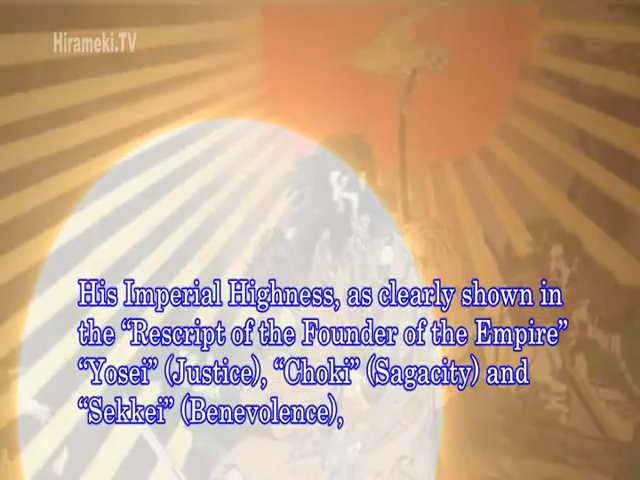 Hirameki.TV
His Imperial Highness, as clearly shown in
the “Rescript of the Founder of the Empire”
“Yosei” (Justice), “Choki” (Sagacity) and
“Sekkei” (Benevolence),